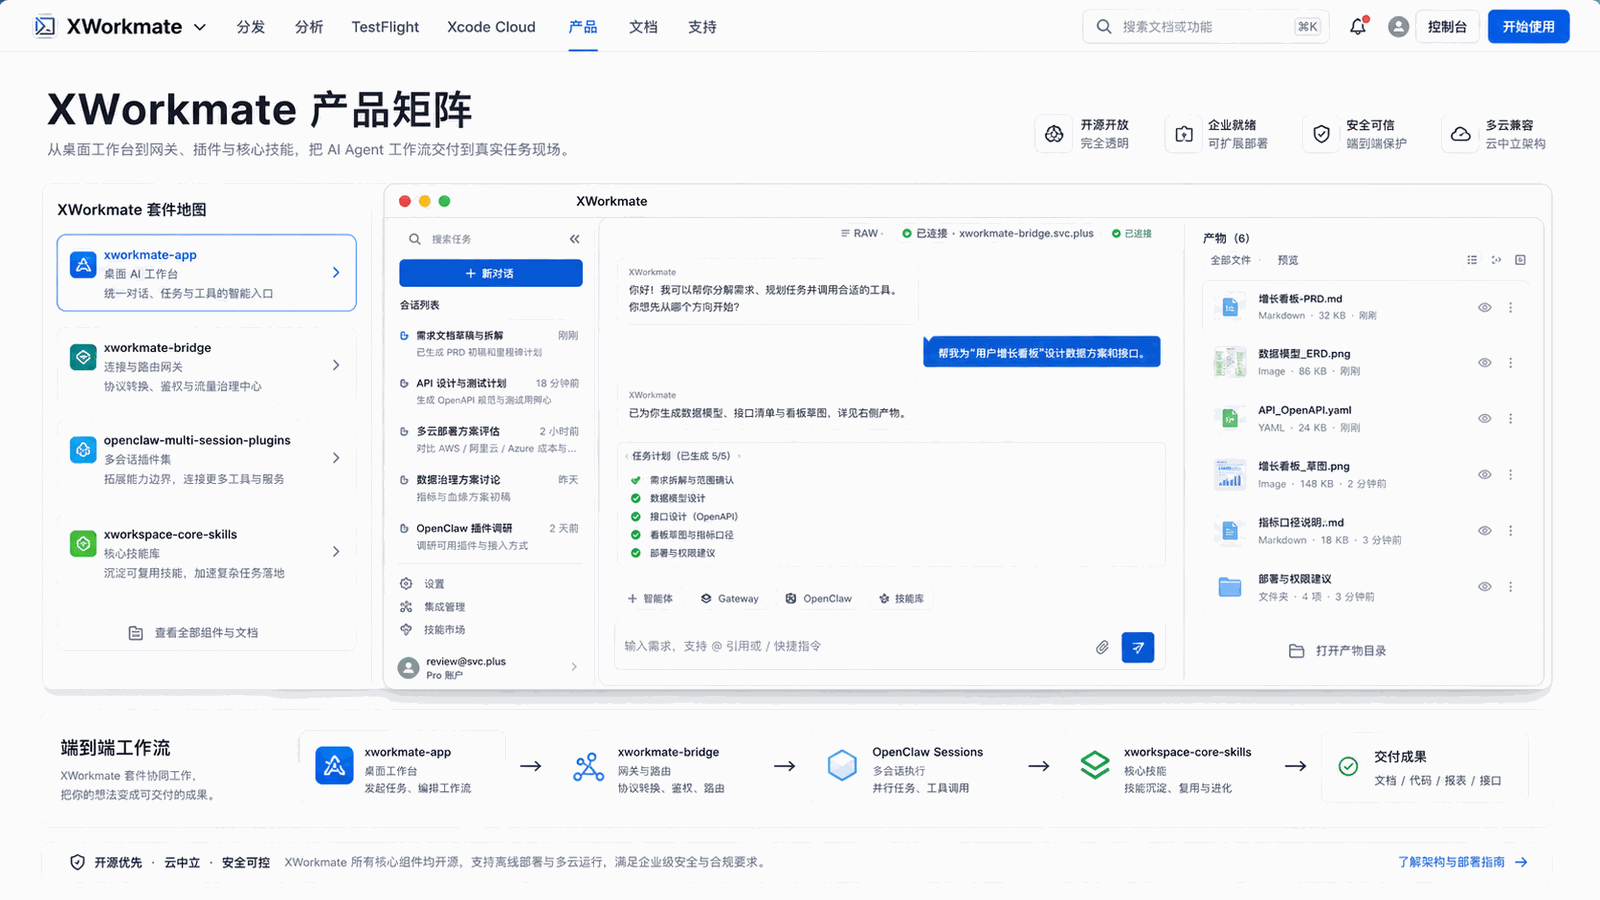 XWorkmate
分发
分析
TestFlight
Xcode Cloud
产品
文档
支持
搜索文档或功能
⌘K
控制台
开始使用
XWorkmate 产品矩阵
从桌面工作台到网关、插件与核心技能，把 AI Agent 工作流交付到真实任务现场。
开源开放
完全透明
企业就绪
可扩展部署
安全可信
端到端保护
多云兼容
云中立架构
XWorkmate 套件地图
xworkmate-app
桌面 AI 工作台
统一对话、任务与工具的智能入口
xworkmate-bridge
连接与路由网关
协议转换、鉴权与流量治理中心
openclaw-multi-session-plugins
多会话插件集
拓展能力边界，连接更多工具与服务
xworkspace-core-skills
核心技能库
沉淀可复用技能，加速复杂任务落地
查看全部组件与文档
XWorkmate
搜索任务
+ 新对话
会话列表
需求文档草稿与拆解 刚刚
已生成 PRD 初稿和里程碑计划
API 设计与测试计划 18 分钟前
生成 OpenAPI 规范与测试用
多云部署方案评估 2 小时前
对比 AWS / 阿里云 / Azure 成本与...
数据治理方案讨论 昨天
指标与血缘方案初稿
OpenClaw 插件调研 2 天前
调研可用插件与接入方式
设置
集成管理
技能市场
review@svc.plus
Pro 账户
RAW
已连接 · xworkmate-bridge.svc.plus
已连接
XWorkmate
你好！我可以帮你分解需求、规划任务并调用合适的工具。
你想先从哪个方向开始？
帮我为“用户增长看板”设计数据方案和接口。
XWorkmate
已为你生成数据模型、接口清单与看板草图，详见右侧产物。
任务计划（已生成 5/5）
需求拆解与范围确认
数据模型设计
接口设计（OpenAPI）
看板草图与指标口径
部署与权限建议
+ 智能体
Gateway
OpenClaw
技能库
输入需求，支持 @ 引用或 / 快捷指令
产物（6）
全部文件
预览
增长看板-PRD.md
Markdown · 32 KB · 刚刚
数据模型_ERD.png
Image · 86 KB · 刚刚
API_OpenAPI.yaml
YAML · 24 KB · 刚刚
增长看板_草图.png
Image · 148 KB · 2 分钟前
指标口径说明..md
Markdown · 18 KB · 3 分钟前
部署与权限建议
文件夹 · 4 项 · 3 分钟前
打开产物目录
端到端工作流
XWorkmate 套件协同工作，
把你的想法变成可交付的成果。
xworkmate-app
桌面工作台
发起任务、编排工作流
xworkmate-bridge
网关与路由
协议转换、鉴权、路由
OpenClaw Sessions
多会话执行
并行任务、工具调用
xworkspace-core-skills
核心技能
技能沉淀、复用与进化
交付成果
文档 / 代码 / 报表 / 接口
开源优先 · 云中立 · 安全可控
XWorkmate 所有核心组件均开源，支持离线部署与多云运行，满足企业级安全与合规要求。
了解架构与部署指南 →